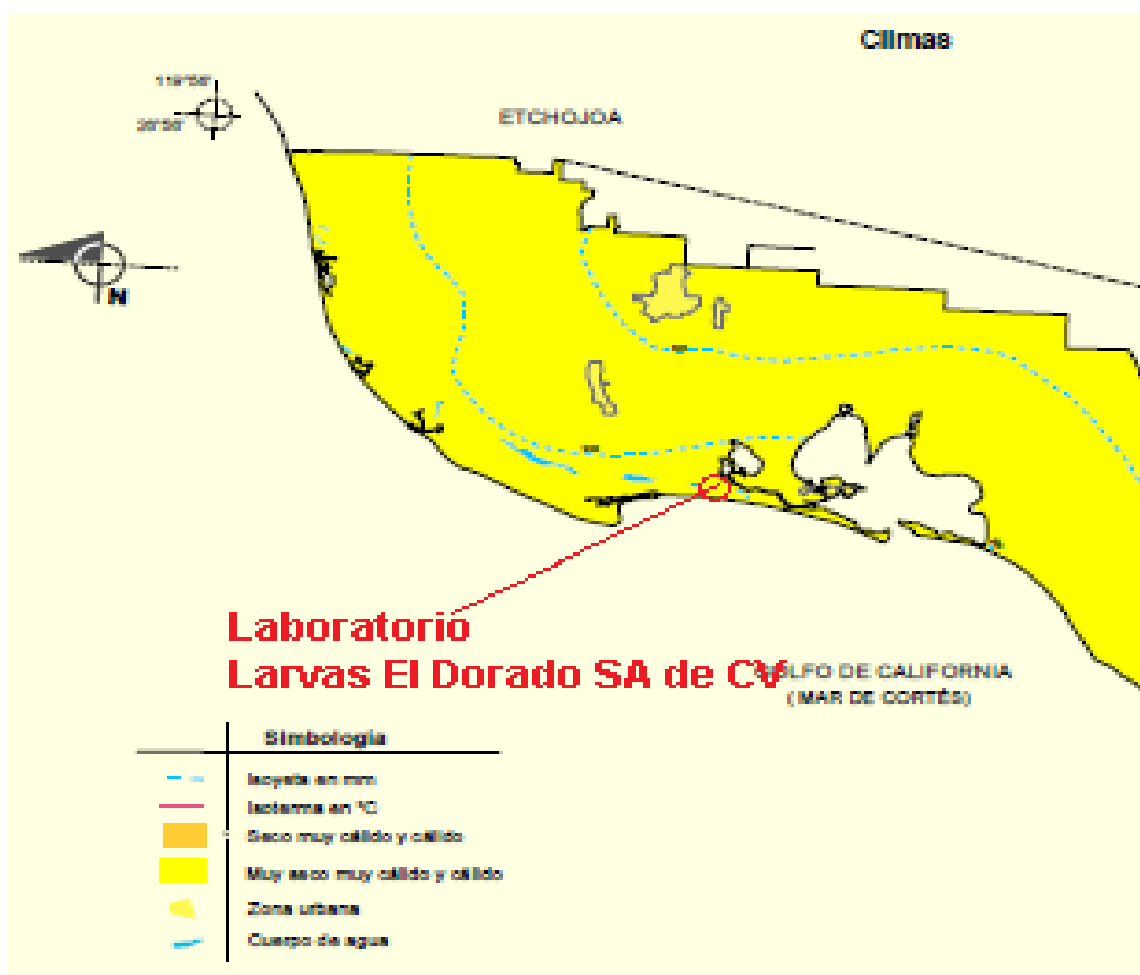 Climas
ETCHOJOA
N
Laboratorio
Larvas El Dorado SA de CV
GOLFO DE CALIFORNIA
( MAR DE CORTÉS)
Simbología
Isoyeta en mm
Isoterma en °C
Seco muy cálido y cálido
Muy seco muy cálido y cálido
Zona urbana
Cuerpo de agua